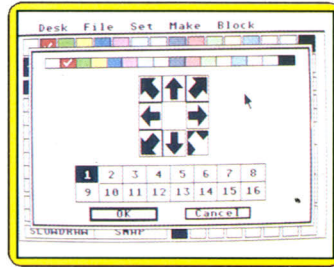 Desk File Set Make Block
1 2 3 4 5 6 7 8
9 10 11 12 13 14 15 16
OK Cancel
SLOWDRAW SNAP